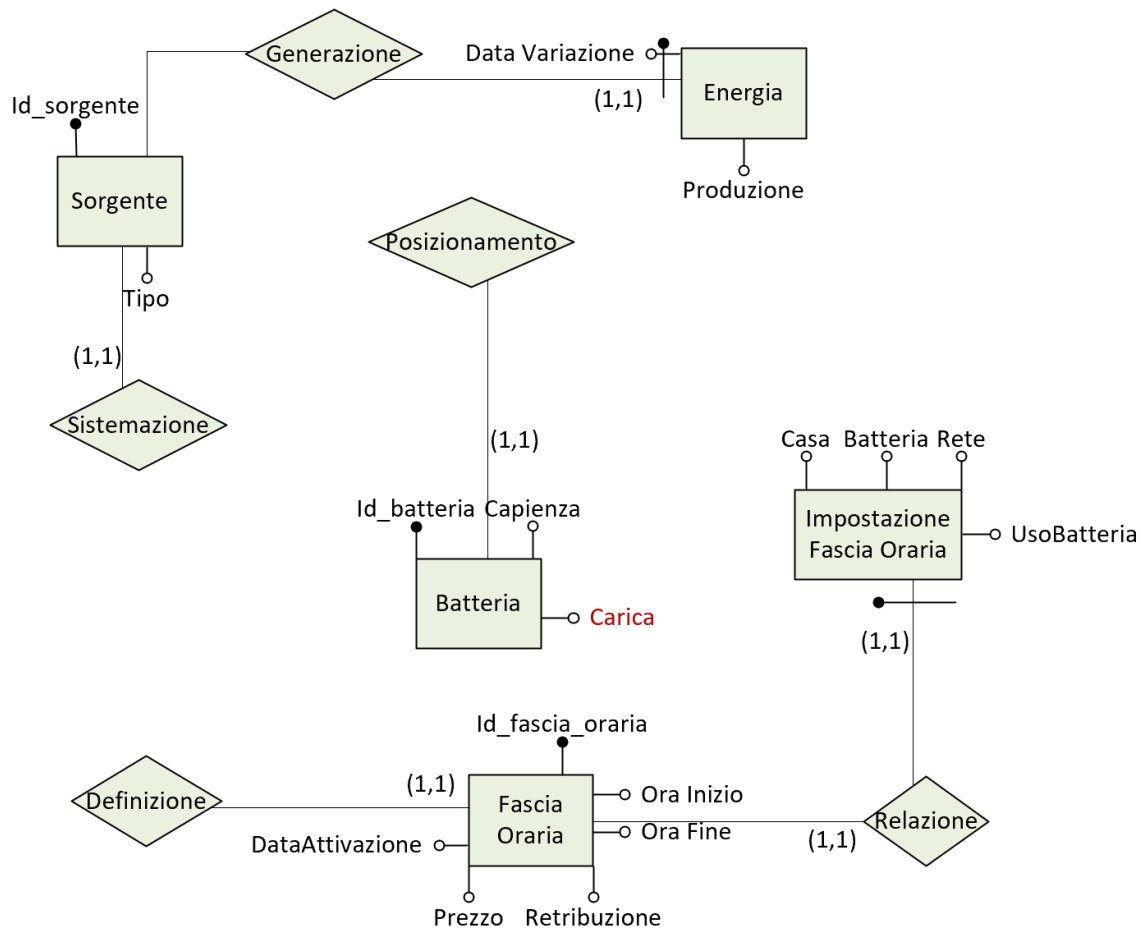 Generazione
Data Variazione
Energia
(1,1)
Id_sorgente
Sorgente
Produzione
Posizionamento
Tipo
(1,1)
Sistemazione
(1,1)
Casa
Batteria
Rete
Impostazione
Fascia Oraria
UsoBatteria
Id_batteria
Capienza
Batteria
Carica
(1,1)
Id_fascia_oraria
(1,1)
Definizione
Fascia
Oraria
Ora Inizio
Ora Fine
Relazione
(1,1)
DataAttivazione
Prezzo
Retribuzione